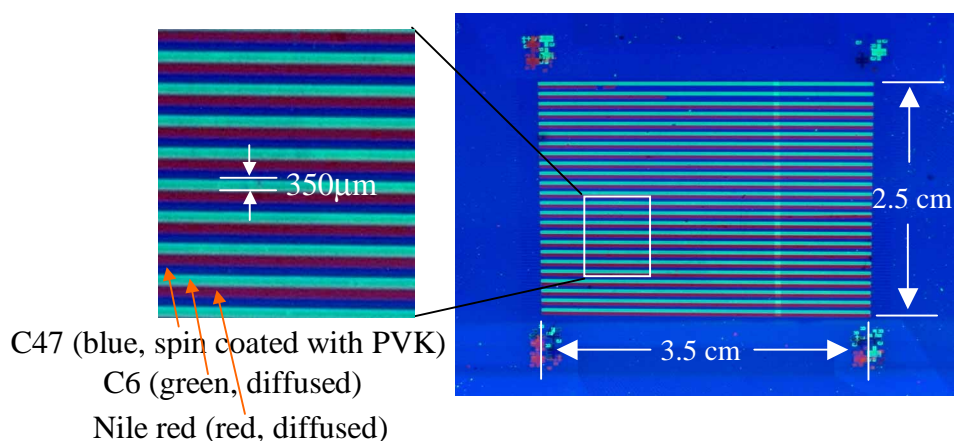 350μm
2.5 cm
3.5 cm
C47 (blue, spin coated with PVK)
C6 (green, diffused)
Nile red (red, diffused)